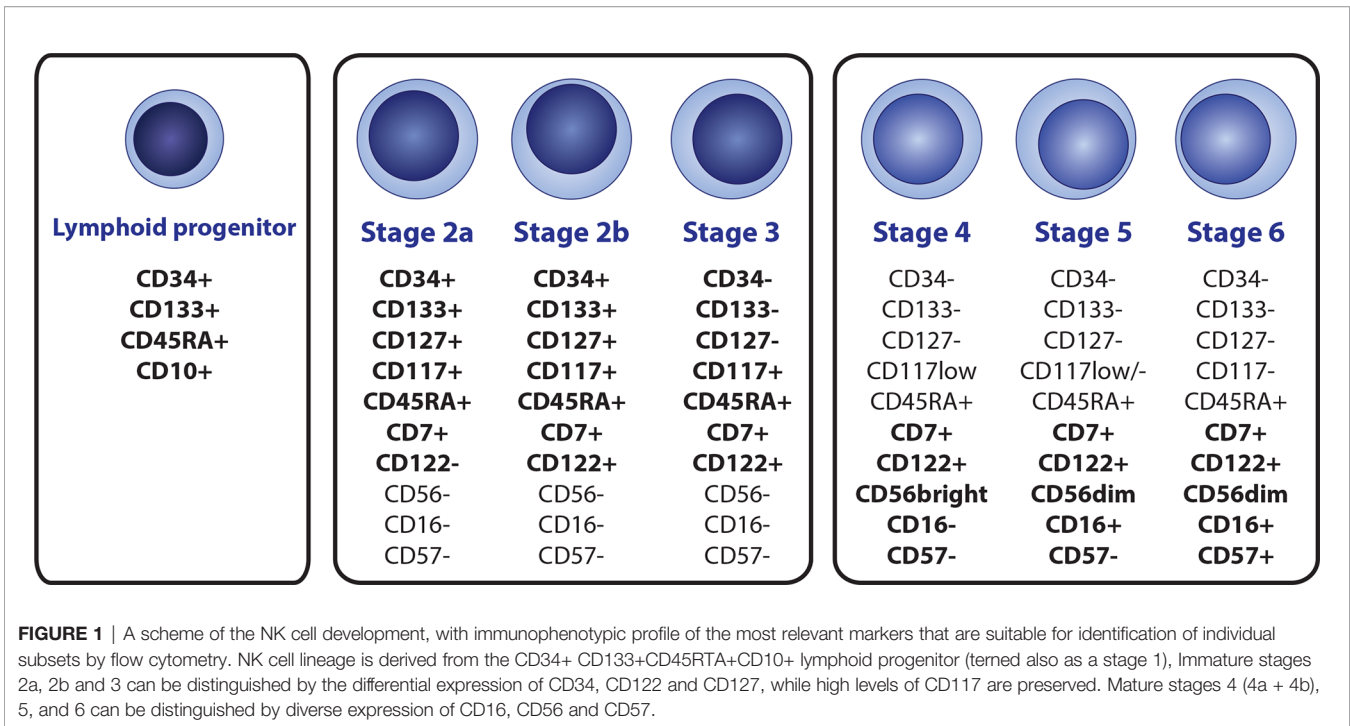 Lymphoid progenitor
CD34+
CD133+
CD45RA+
CD10+
Stage 2a
CD34+
CD133+
CD127+
CD117+
CD45RA+
CD7+
CD122-
CD56-
CD16-
CD57-
Stage 2b
CD34+
CD133+
CD127+
CD117+
CD45RA+
CD7+
CD122+
CD56-
CD16-
CD57-
Stage 3
CD34-
CD133-
CD127-
CD117+
CD45RA+
CD7+
CD122+
CD56-
CD16-
CD57-
Stage 4
CD34-
CD133-
CD127-
CD117low
CD45RA+
CD7+
CD122+
CD56bright
CD16-
CD57-
Stage 5
CD34-
CD133-
CD127-
CD117low/-
CD45RA+
CD7+
CD122+
CD56dim
CD16+
CD57-
Stage 6
CD34-
CD133-
CD127-
CD117-
CD45RA+
CD7+
CD122+
CD56dim
CD16+
CD57+
FIGURE 1 | A scheme of the NK cell development, with immunophenotypic profile of the most relevant markers that are suitable for identification of individual
subsets by flow cytometry. NK cell lineage is derived from the CD34+ CD133+CD45RTA+CD10+ lymphoid progenitor (terned also as a stage 1), Immature stages
2a, 2b and 3 can be distinguished by the differential expression of CD34, CD122 and CD127, while high levels of CD117 are preserved. Mature stages 4 (4a + 4b),
5, and 6 can be distinguished by diverse expression of CD16, CD56 and CD57.